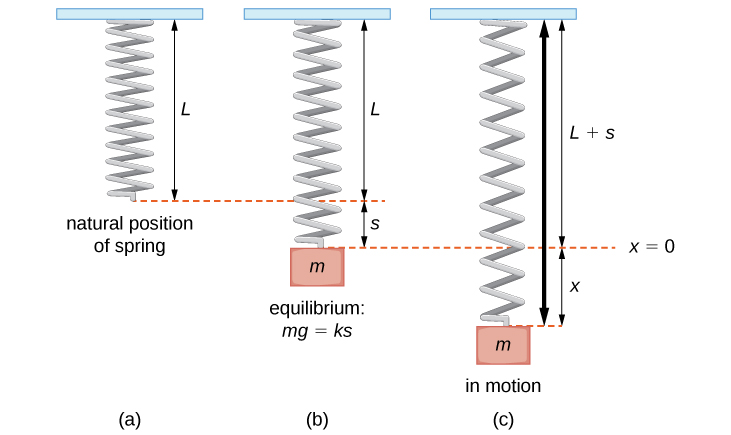 L
natural position
of spring
(a)
L
s
m
equilibrium:
mg = ks
(b)
L + s
x = 0
x
m
in motion
(c)